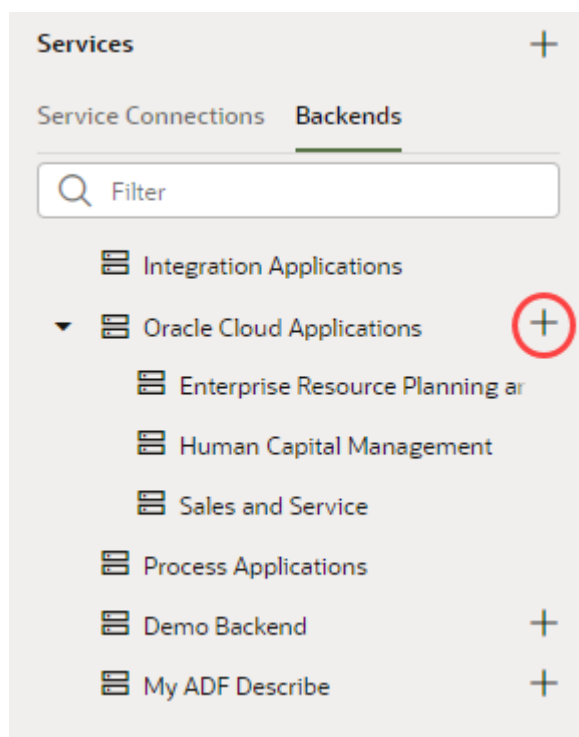 Services
Service Connections Backends
Filter
Integration Applications
Oracle Cloud Applications
Enterprise Resource Planning ar
Human Capital Management
Sales and Service
Process Applications
Demo Backend
My ADF Describe